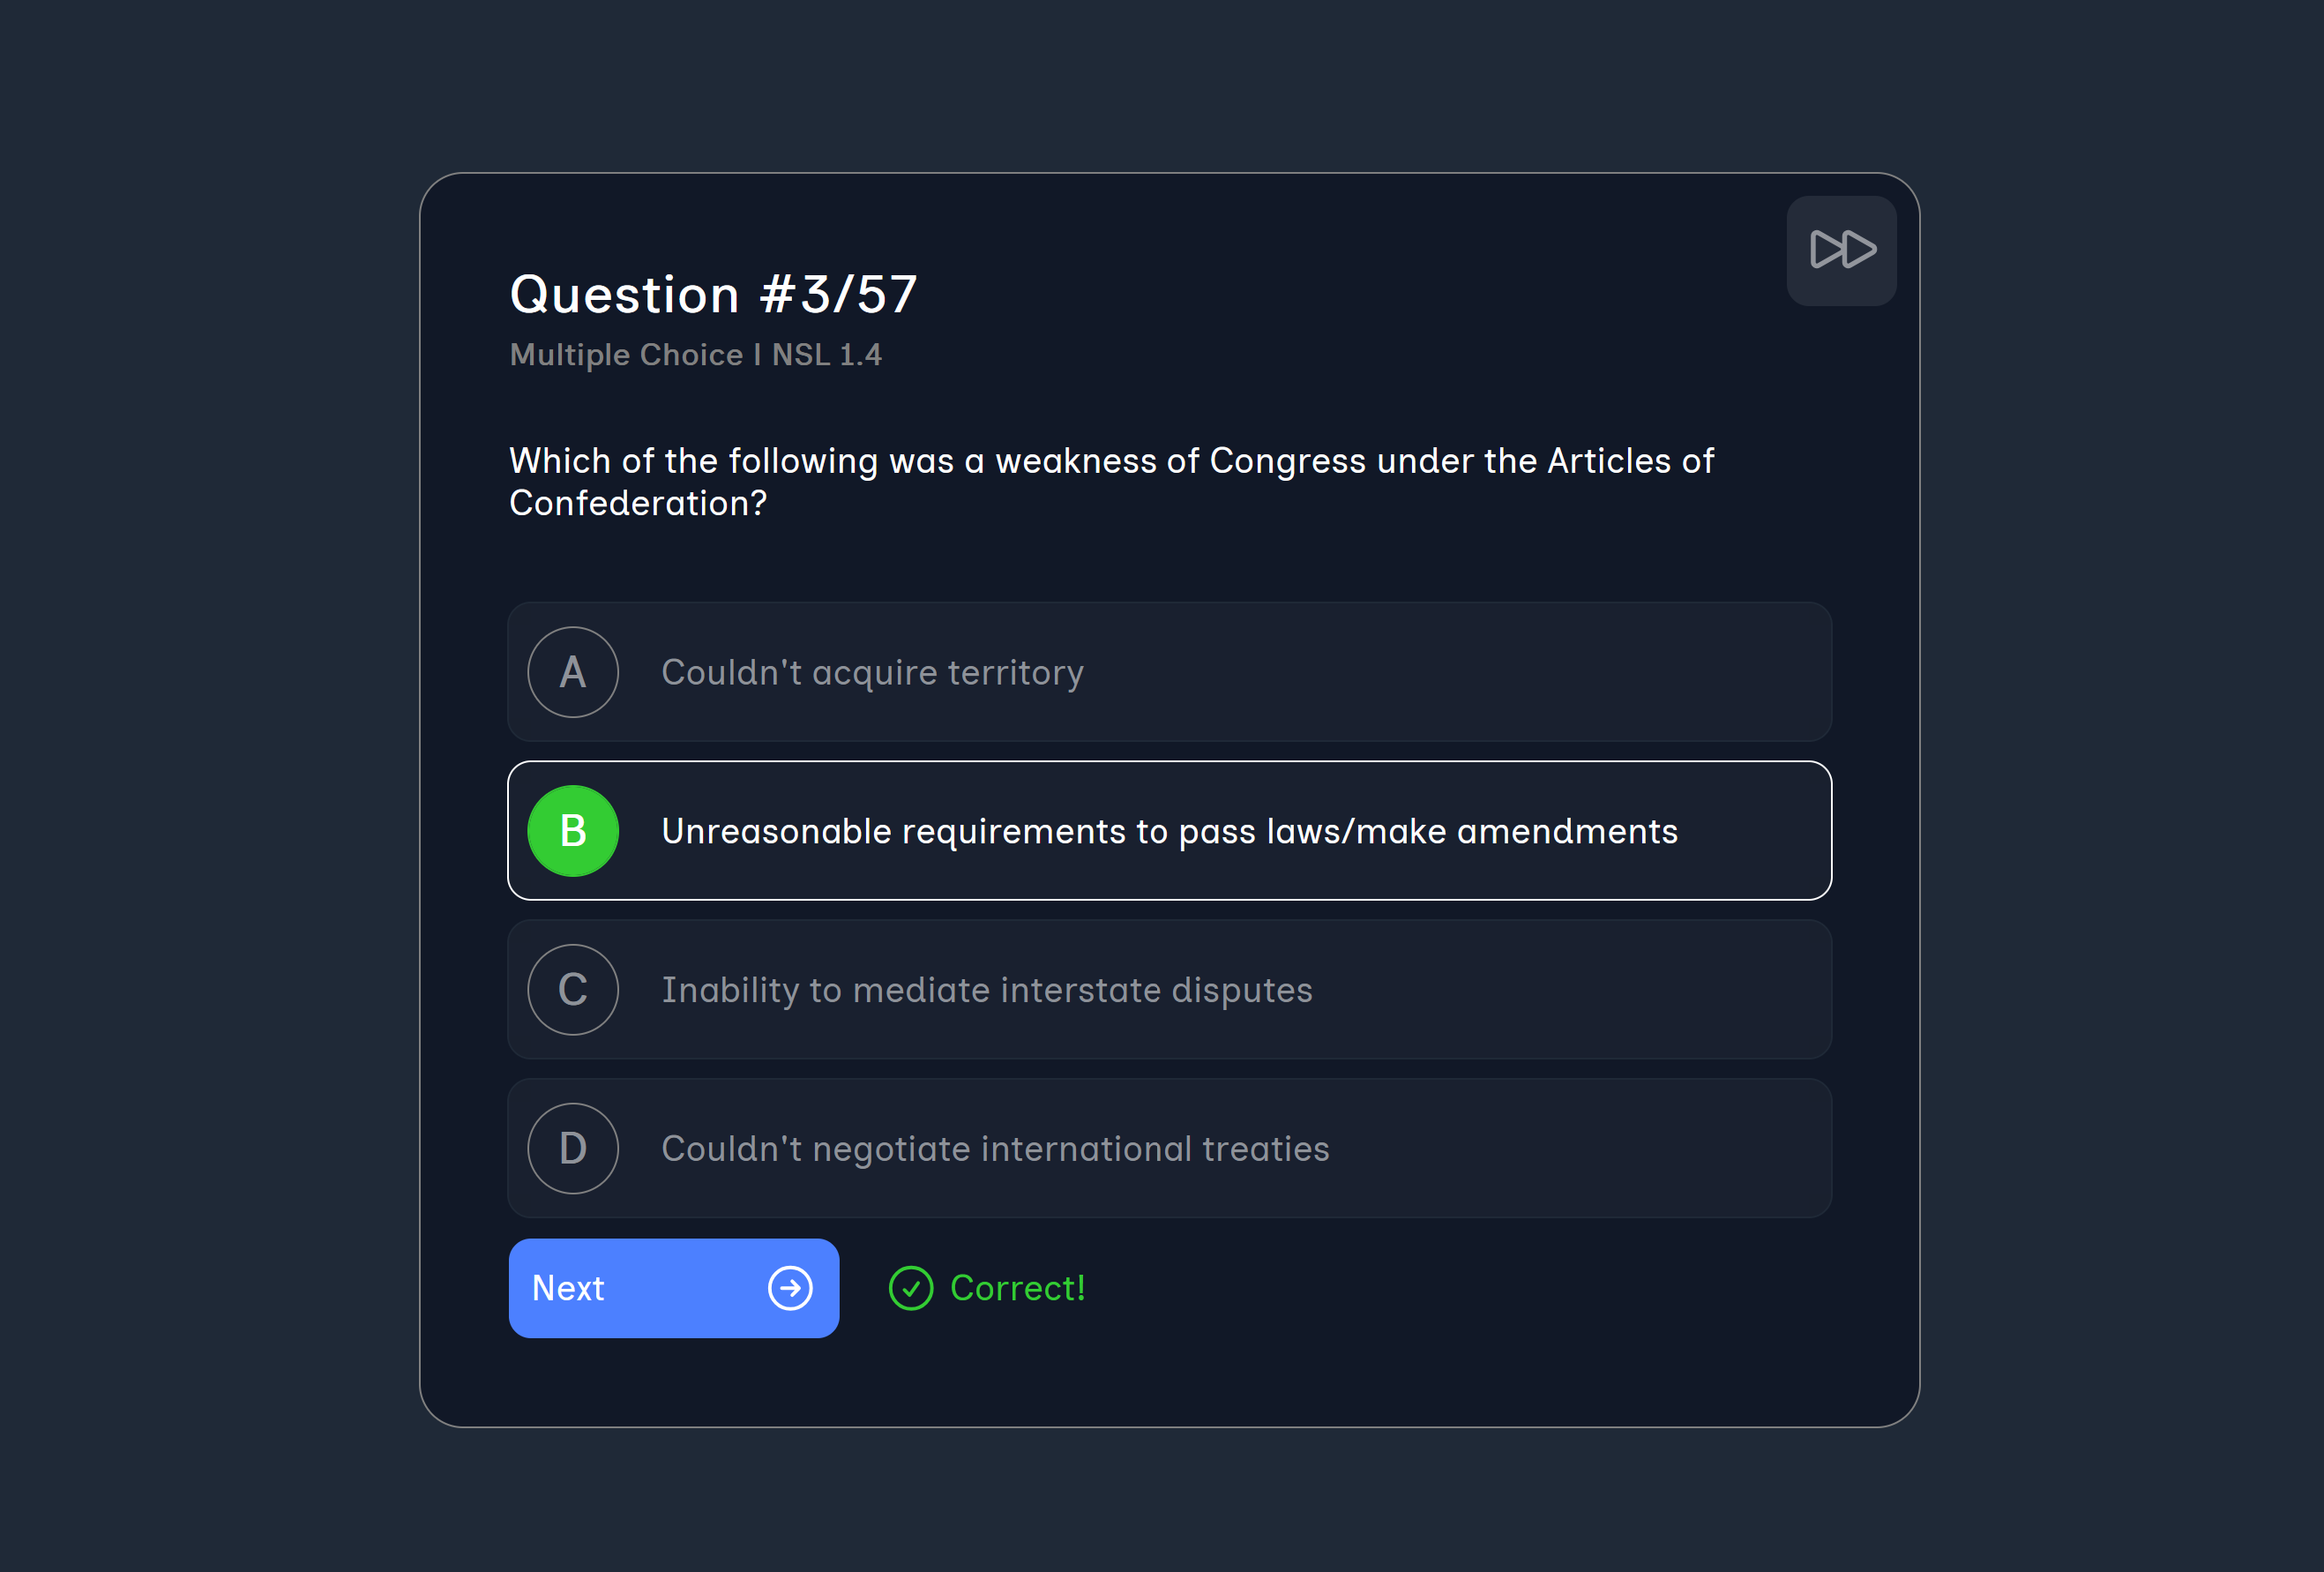 Question #3/57
Multiple Choice | NSL 1.4
Which of the following was a weakness of Congress under the Articles of
Confederation?
A Couldn't acquire territory
B Unreasonable requirements to pass laws/make amendments
C Inability to mediate interstate disputes
D Couldn't negotiate international treaties
Next Correct!